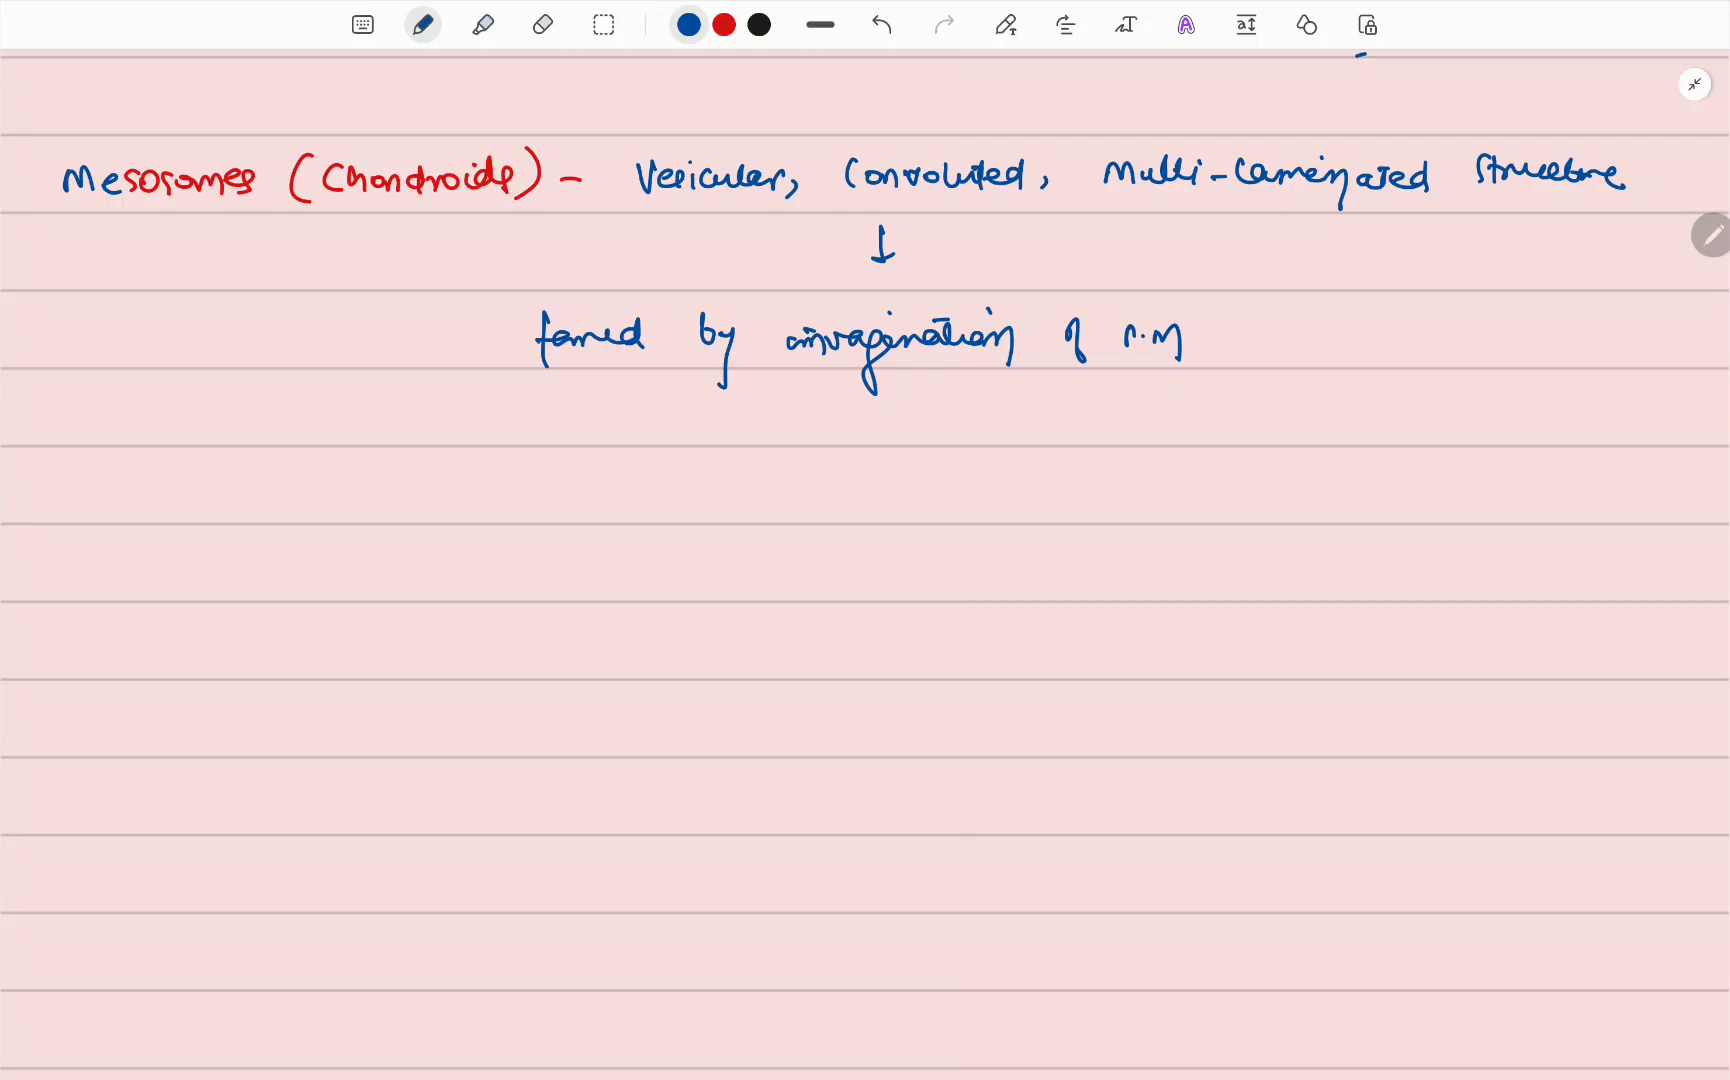 Mesosomes (Chondroids) - Vesicular, Convoluted, Multi-Laminated Structure
↓
formed by invagination of P.M